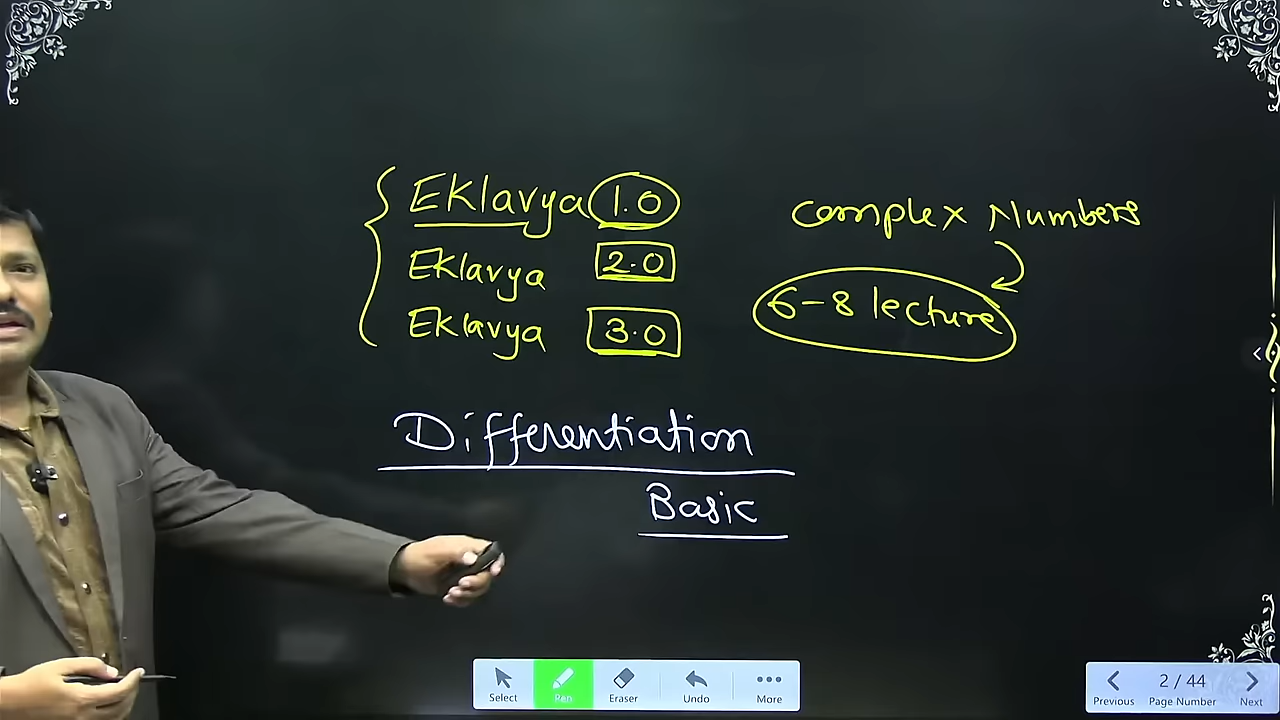 EKlavya 1.0
EKlavya 2.0
EKlavya 3.0
Complex Numbers
6-8 lecture
Differentiation
Basic
Select
Pen
Eraser
Undo
More
Previous
2 / 44
Page Number
Next